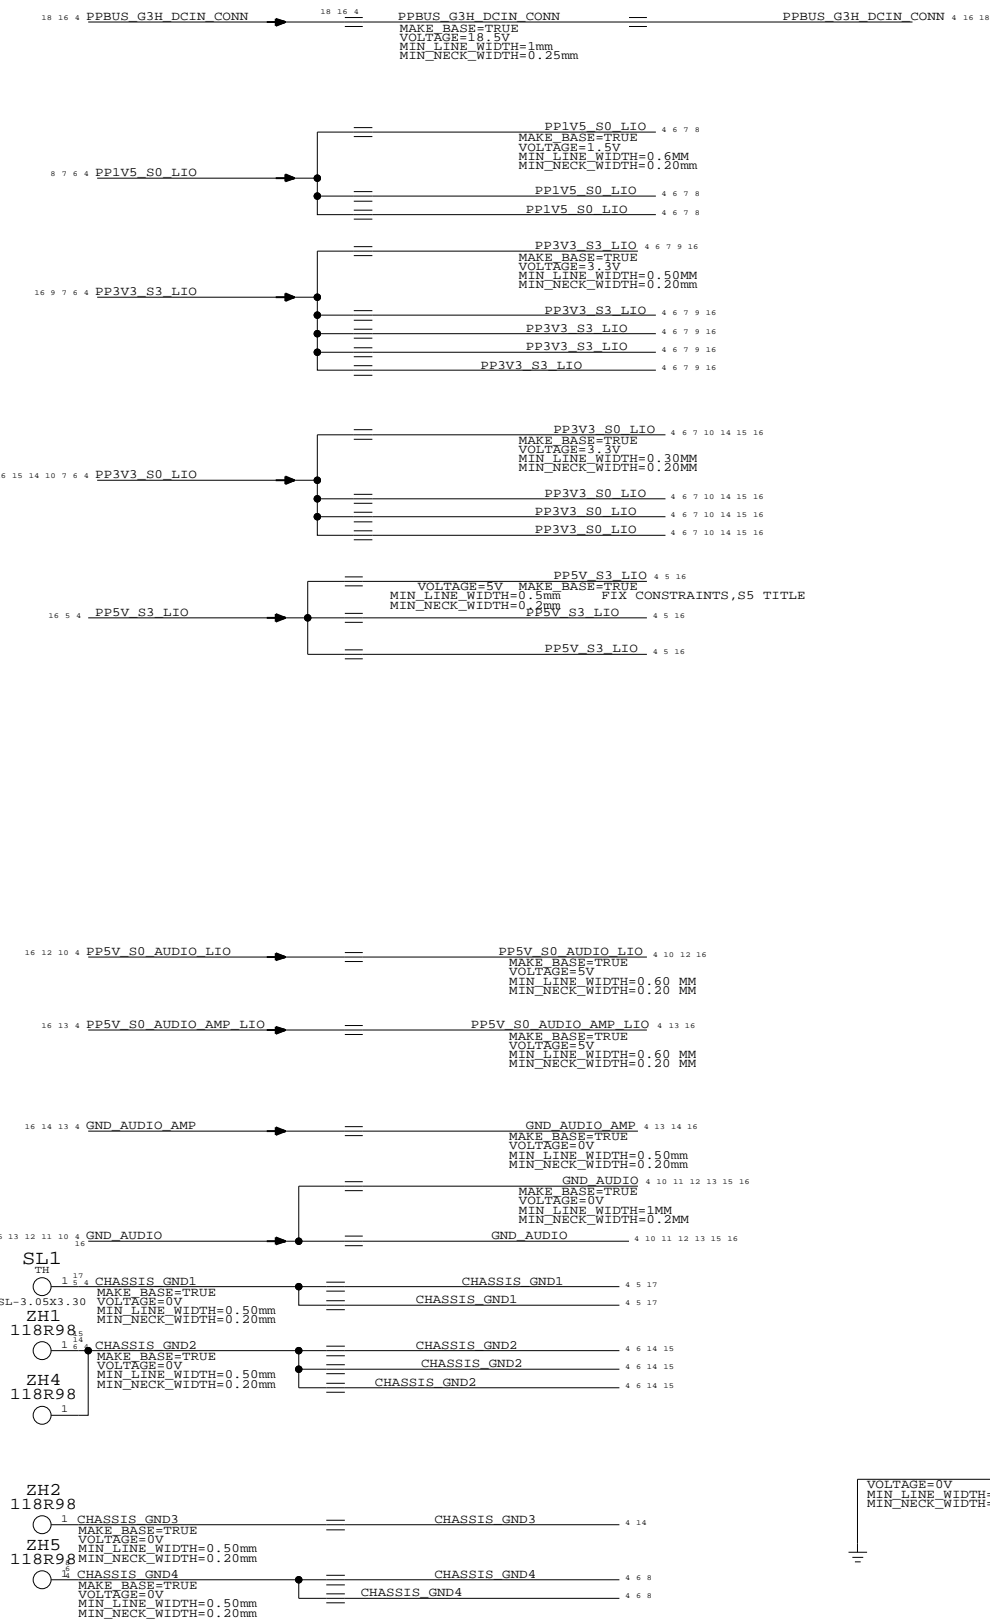 18 16 4 PPBUS_G3H_DCIN_CONN 18 16 4 PPBUS_G3H_DCIN_CONN PPBUS_G3H_DCIN_CONN 4 16 18
MAKE_BASE=TRUE
VOLTAGE=18.5V
MIN_LINE_WIDTH=1mm
MIN_NECK_WIDTH=0.25mm
PP1V5_S0_LIO 4 6 7 8
MAKE_BASE=TRUE
VOLTAGE=1.5V
MIN_LINE_WIDTH=0.6MM
MIN_NECK_WIDTH=0.20mm
8 7 6 4 PP1V5_S0_LIO
PP1V5_S0_LIO 4 6 7 8
PP1V5_S0_LIO 4 6 7 8
PP3V3_S3_LIO 4 6 7 9 16
MAKE_BASE=TRUE
VOLTAGE=3.3V
MIN_LINE_WIDTH=0.50MM
MIN_NECK_WIDTH=0.20mm
16 9 7 6 4 PP3V3_S3_LIO
PP3V3_S3_LIO 4 6 7 9 16
PP3V3_S3_LIO 4 6 7 9 16
PP3V3_S3_LIO 4 6 7 9 16
PP3V3_S3_LIO 4 6 7 9 16
PP3V3_S0_LIO 4 6 7 10 14 15 16
MAKE_BASE=TRUE
VOLTAGE=3.3V
MIN_LINE_WIDTH=0.30MM
MIN_NECK_WIDTH=0.20MM
6 15 14 10 7 6 4 PP3V3_S0_LIO
PP3V3_S0_LIO 4 6 7 10 14 15 16
PP3V3_S0_LIO 4 6 7 10 14 15 16
PP3V3_S0_LIO 4 6 7 10 14 15 16
PP5V_S3_LIO 4 5 16
VOLTAGE=5V MAKE_BASE=TRUE
MIN_LINE_WIDTH=0.5mm FIX CONSTRAINTS,S5 TITLE
MIN_NECK_WIDTH=0.2mm
16 5 4 PP5V_S3_LIO PP5V_S3_LIO 4 5 16
PP5V_S3_LIO 4 5 16
16 12 10 4 PP5V_S0_AUDIO_LIO PP5V_S0_AUDIO_LIO 4 10 12 16
MAKE_BASE=TRUE
VOLTAGE=5V
MIN_LINE_WIDTH=0.60 MM
MIN_NECK_WIDTH=0.20 MM
16 13 4 PP5V_S0_AUDIO_AMP_LIO PP5V_S0_AUDIO_AMP_LIO 4 13 16
MAKE_BASE=TRUE
VOLTAGE=5V
MIN_LINE_WIDTH=0.60 MM
MIN_NECK_WIDTH=0.20 MM
16 14 13 4 GND_AUDIO_AMP GND_AUDIO_AMP 4 13 14 16
MAKE_BASE=TRUE
VOLTAGE=0V
MIN_LINE_WIDTH=0.50mm
MIN_NECK_WIDTH=0.20mm
GND_AUDIO 4 10 11 12 13 15 16
MAKE_BASE=TRUE
VOLTAGE=0V
MIN_LINE_WIDTH=1MM
MIN_NECK_WIDTH=0.2MM
13 12 11 10 4 GND_AUDIO GND_AUDIO 4 10 11 12 13 15 16
16
SL1
TH
1 17 5 4 CHASSIS_GND1 CHASSIS_GND1 4 5 17
MAKE_BASE=TRUE
VOLTAGE=0V
SL-3.05X3.30 CHASSIS_GND1 4 5 17
MIN_LINE_WIDTH=0.50mm
MIN_NECK_WIDTH=0.20mm
ZH1
118R98
1 15 14 6 CHASSIS_GND2 CHASSIS_GND2 4 6 14 15
MAKE_BASE=TRUE
VOLTAGE=0V CHASSIS_GND2 4 6 14 15
MIN_LINE_WIDTH=0.50mm
MIN_NECK_WIDTH=0.20mm CHASSIS_GND2 4 6 14 15
ZH4
118R98
1
VOLTAGE=0V
MIN_LINE_WIDTH=
MIN_NECK_WIDTH=
ZH2
118R98
1 CHASSIS_GND3 CHASSIS_GND3 4 14
MAKE_BASE=TRUE
VOLTAGE=0V
MIN_LINE_WIDTH=0.50mm
MIN_NECK_WIDTH=0.20mm
ZH5
118R98
1 CHASSIS_GND4 CHASSIS_GND4 4 6 8
MAKE_BASE=TRUE
VOLTAGE=0V CHASSIS_GND4 4 6 8
MIN_LINE_WIDTH=0.50mm
MIN_NECK_WIDTH=0.20mm